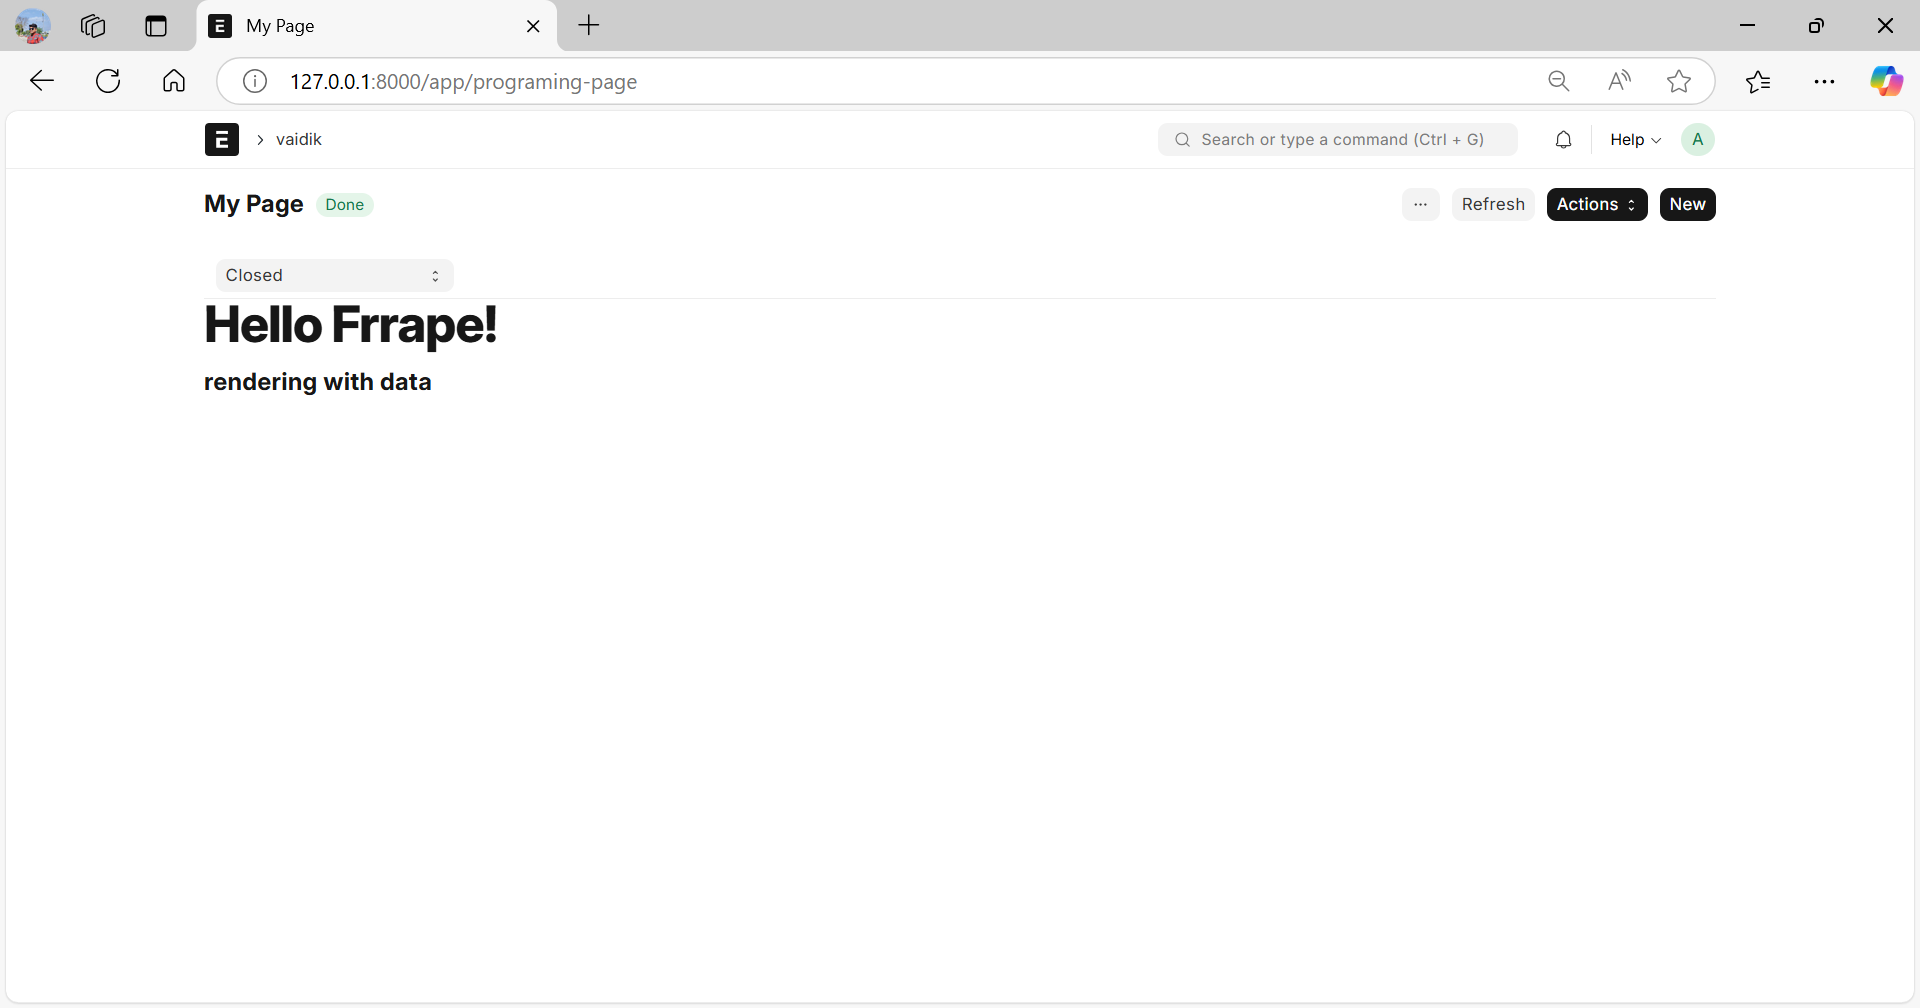 My Page
127.0.0.1:8000/app/programing-page
E > vaidik
Search or type a command (Ctrl + G)
Help
A
My Page
Done
...
Refresh
Actions
New
Closed
Hello Frrape!
rendering with data